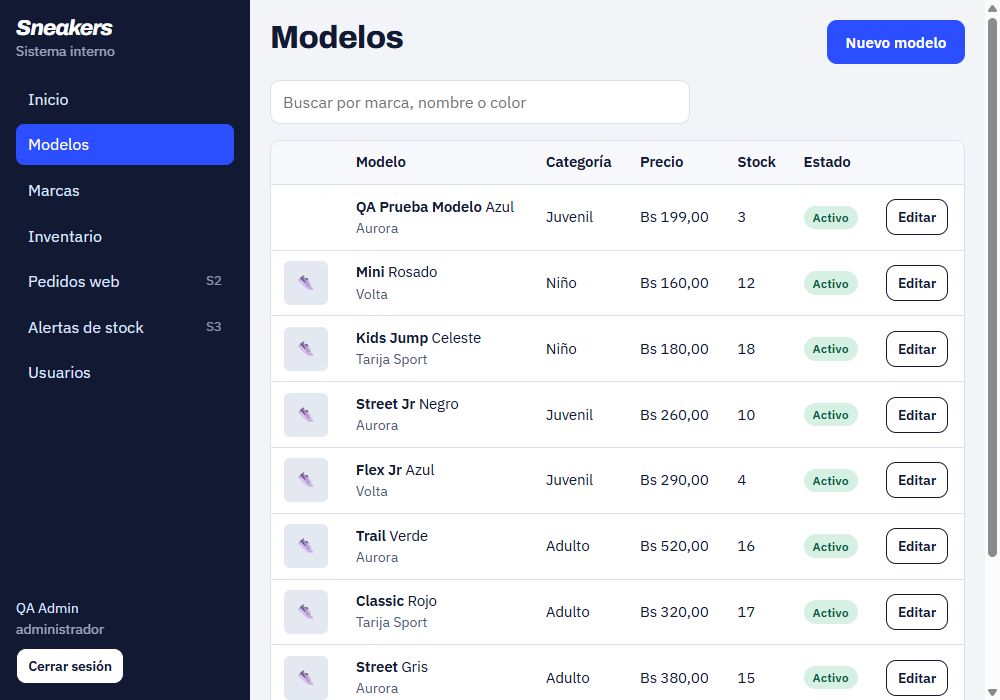 Sneakers
Sistema interno
Inicio
Modelos
Marcas
Inventario
Pedidos web S2
Alertas de stock S3
Usuarios
QA Admin
administrador
Cerrar sesión
Modelos
Nuevo modelo
Buscar por marca, nombre o color
Modelo Categoría Precio Stock Estado
QA Prueba Modelo Azul
Aurora
Juvenil Bs 199,00 3 Activo Editar
Mini Rosado
Volta
Niño Bs 160,00 12 Activo Editar
Kids Jump Celeste
Tarija Sport
Niño Bs 180,00 18 Activo Editar
Street Jr Negro
Aurora
Juvenil Bs 260,00 10 Activo Editar
Flex Jr Azul
Volta
Juvenil Bs 290,00 4 Activo Editar
Trail Verde
Aurora
Adulto Bs 520,00 16 Activo Editar
Classic Rojo
Tarija Sport
Adulto Bs 320,00 17 Activo Editar
Street Gris
Aurora
Adulto Bs 380,00 15 Activo Editar